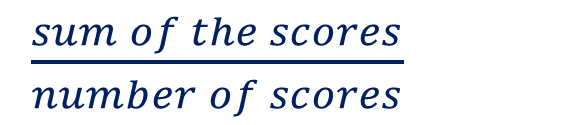 sum of the scores
number of scores